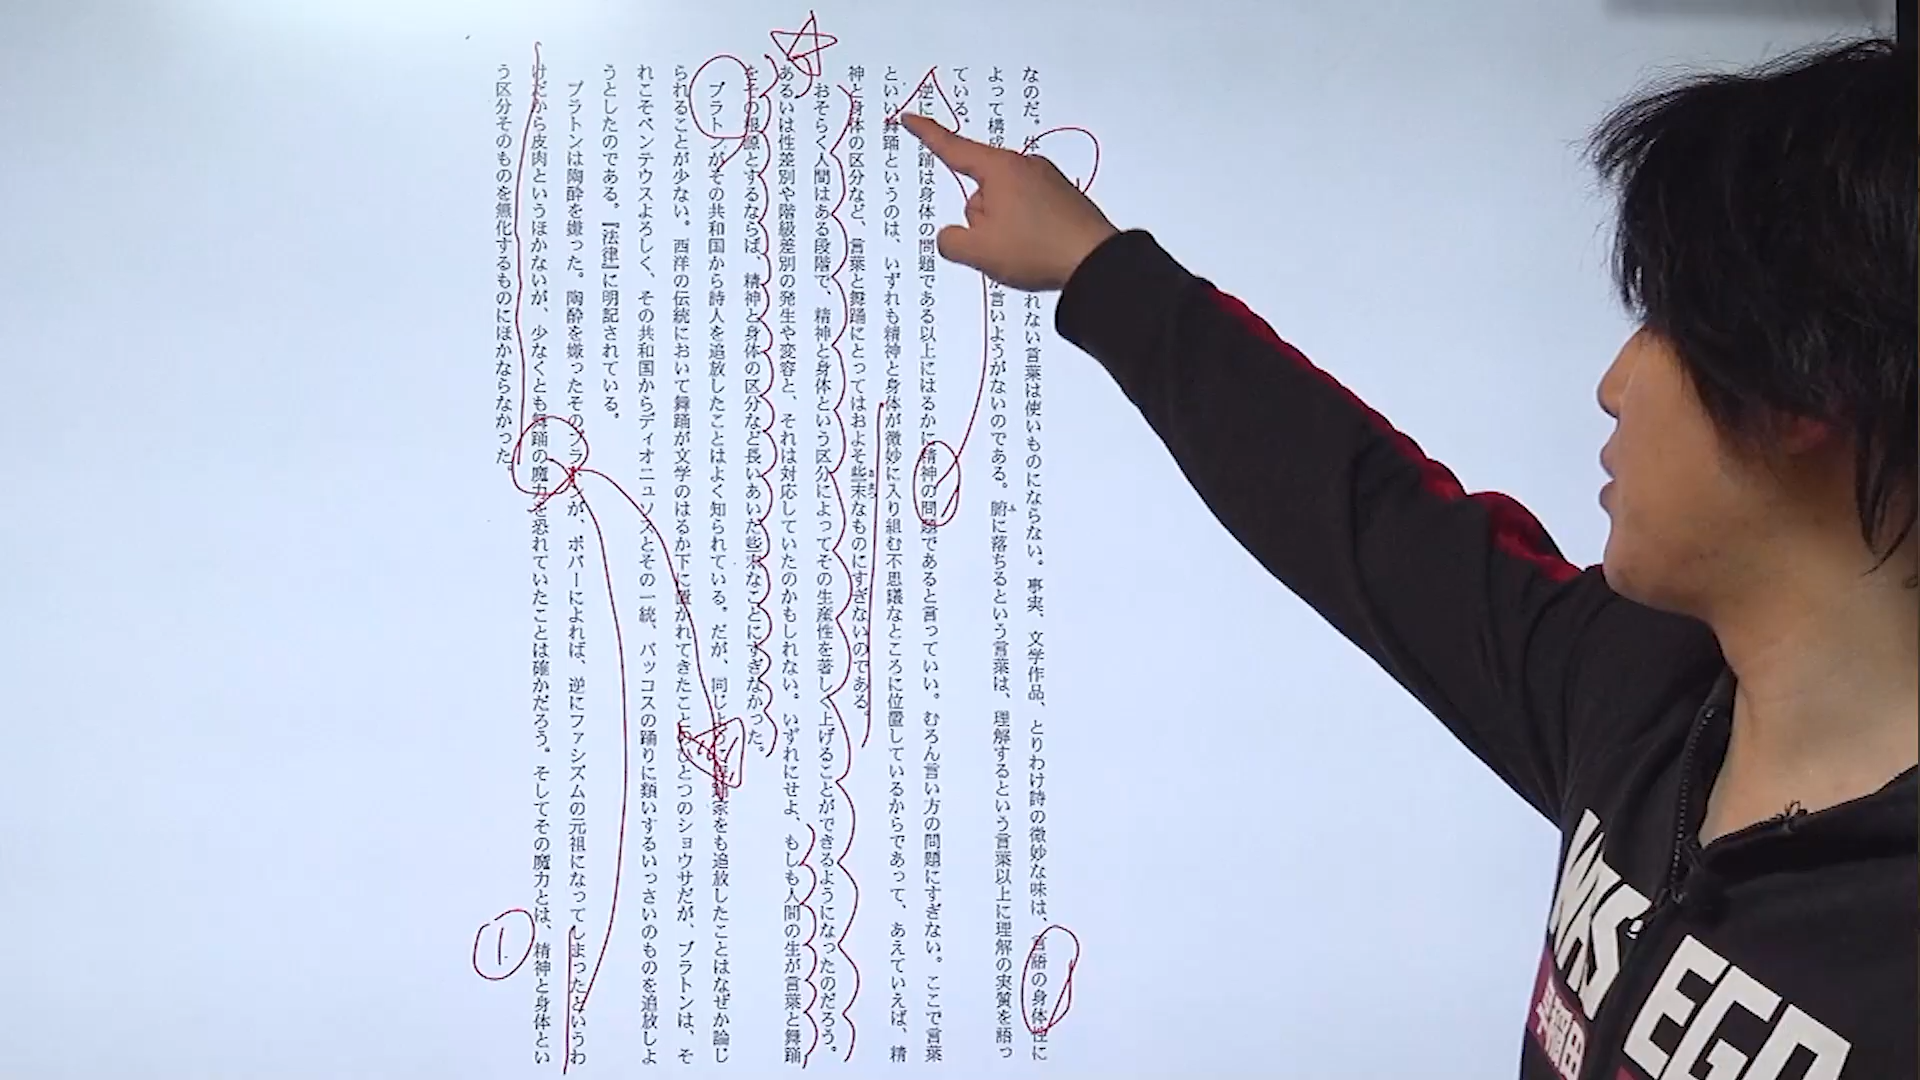 なのだ。体れない言葉は使いものにならない。事実、文学作品、とりわけ詩の微妙な味は、言語の身体性に
よって構成が言いようがないのである。腑に落ちるという言葉は、理解するという言葉以上に理解の実質を語っ
ている。
逆に舞踊は身体の問題である以上にはるかに精神の問題であると言っていい。むろん言い方の問題にすぎない。ここで言葉
といい舞踊というのは、いずれも精神と身体が微妙に入り組む不思議なところに位置しているからであって、あえていえば、精
神と身体の区分など、言葉と舞踊にとってはおよそ些末なものにすぎないのである。
おそらく人間はある段階で、精神と身体という区分によってその生産性を著しく上げることができるようになったのだろう。
あるいは性差別や階級差別の発生や変容と、それは対応していたのかもしれない。いずれにせよ、もしも人間の生が言葉と舞踊
をその根源とするならば、精神と身体の区分など長いあいだ些末なことにすぎなかった。
プラトンがその共和国から詩人を追放したことはよく知られている。だが、同じように舞踊家をも追放したことはなぜか論じ
られることが少ない。西洋の伝統において舞踊が文学のはるか下に置かれてきたことのひとつのショウサだが、プラトンは、そ
れこそペンテウスよろしく、その共和国からディオニュソスとその一統、バッコスの踊りに類いするいっさいのものを追放しよ
うとしたのである。『法律』に明記されている。
プラトンは陶酔を嫌った。陶酔を嫌ったそのプラトンが、ポパーによれば、逆にファシズムの元祖になってしまったというわ
けだから皮肉というほかないが、少なくとも舞踊の魔力を恐れていたことは確かだろう。そしてその魔力とは、精神と身体とい
う区分そのものを無化するものにほかならなかった。
1
WAS
EGO
早稲田